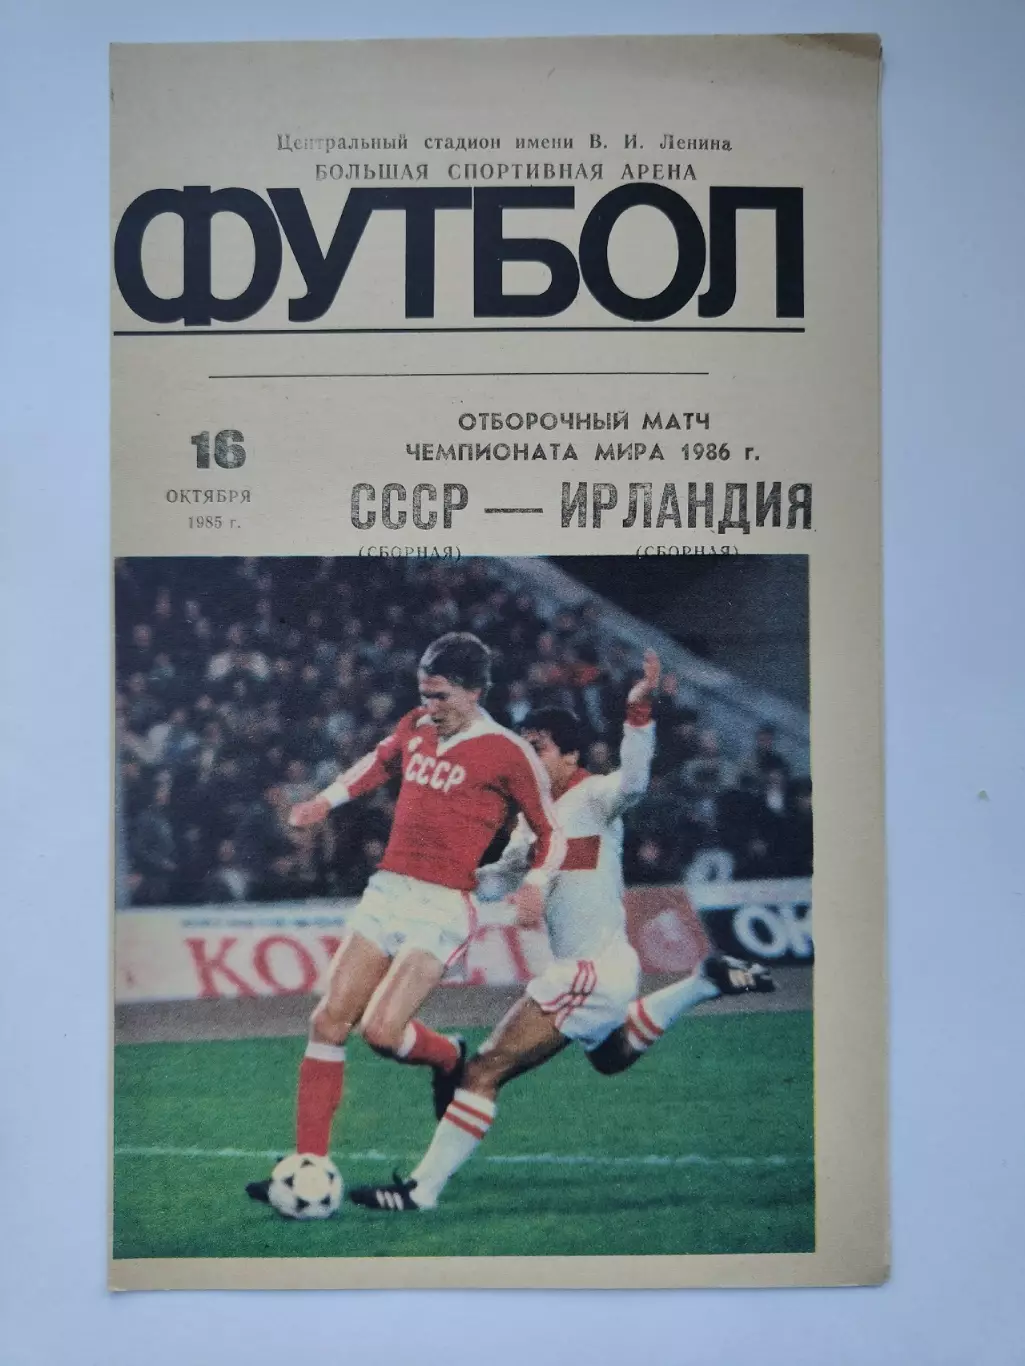 Центральный стадион имени В. И. Ленина
БОЛЬШАЯ СПОРТИВНАЯ АРЕНА
ФУТБОЛ
16
ОКТЯБРЯ
1985 г.
ОТБОРОЧНЫЙ МАТЧ
ЧЕМПИОНАТА МИРА 1986 г.
СССР — ИРЛАНДИЯ
(СБОРНАЯ) (СБОРНАЯ)
СССР